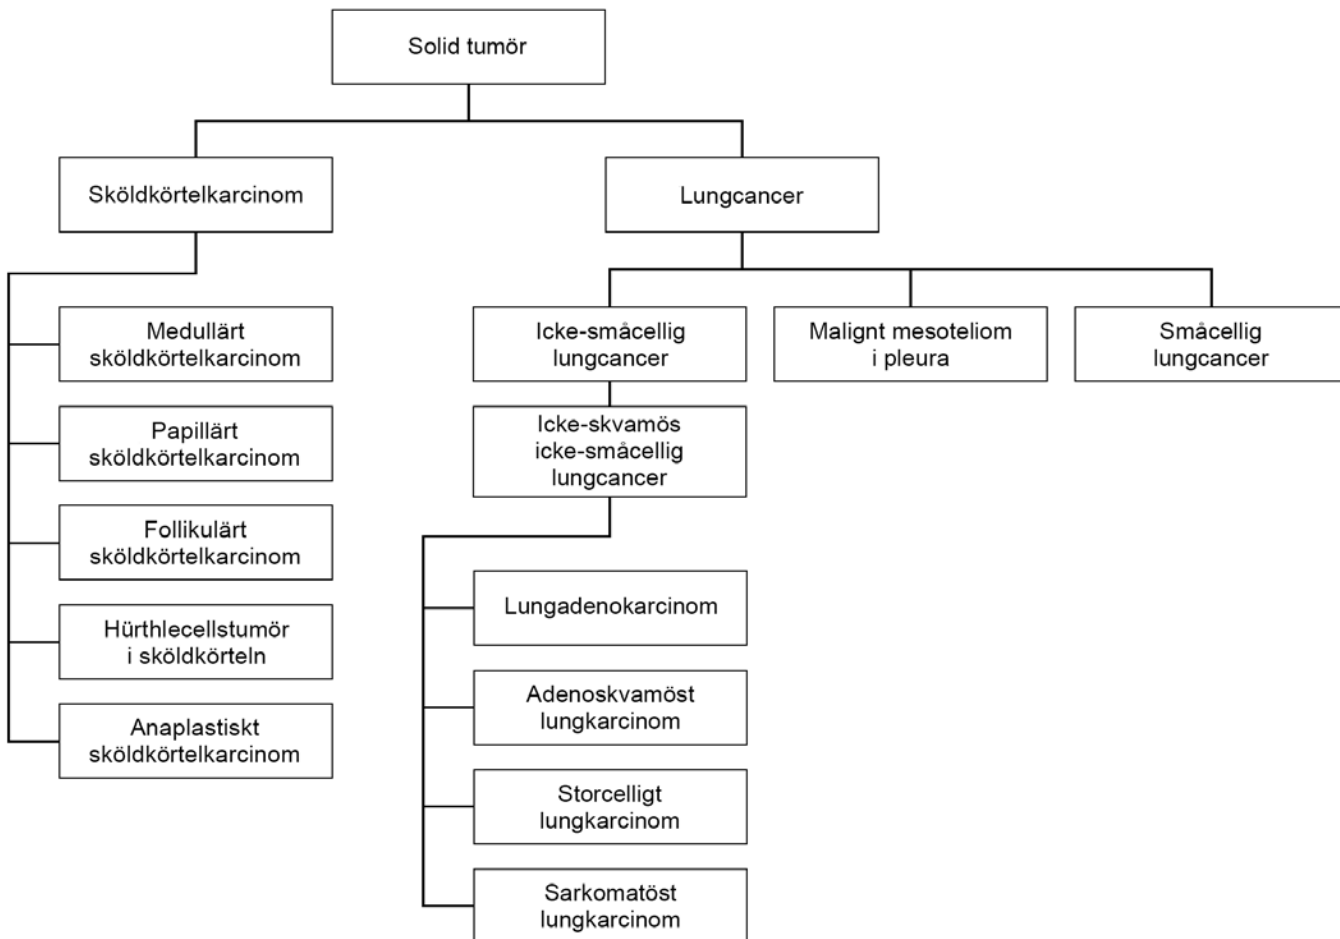 Solid tumör
Sköldkörtelkarcinom
Lungcancer
Medullärt
sköldkörtelkarcinom
Papillärt
sköldkörtelkarcinom
Follikulärt
sköldkörtelkarcinom
Hürthlecellstumör
i sköldkörteln
Anaplastiskt
sköldkörtelkarcinom
Icke-småcellig
lungcancer
Malignt mesoteliom
i pleura
Småcellig
lungcancer
Icke-skvamös
icke-småcellig
lungcancer
Lungadenokarcinom
Adenoskvamöst
lungkarcinom
Storcelligt
lungkarcinom
Sarkomatöst
lungkarcinom